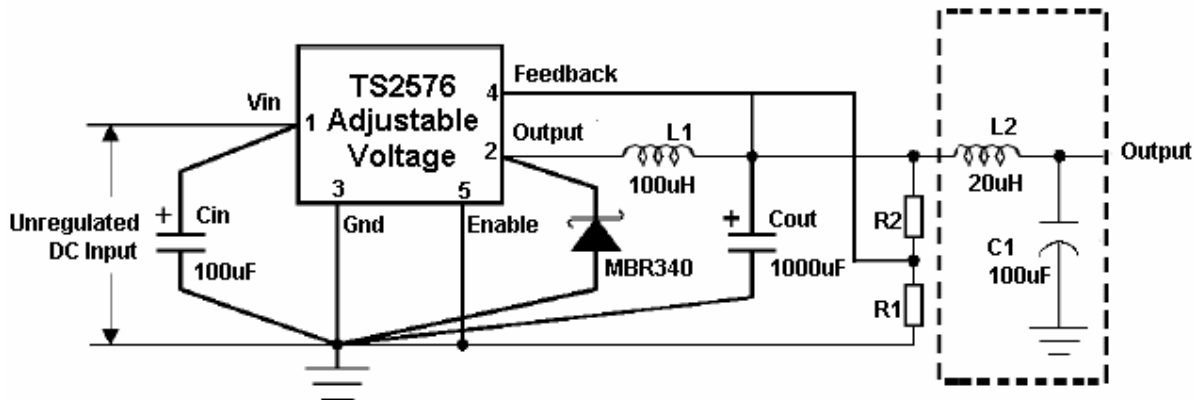 TS2576
Adjustable
Voltage
Vin
1
Feedback
4
Output
2
3
5
Gnd
Enable
Unregulated
DC Input
+
Cin
100uF
L1
100uH
MBR340
+
Cout
1000uF
R2
R1
L2
20uH
C1
100uF
Output